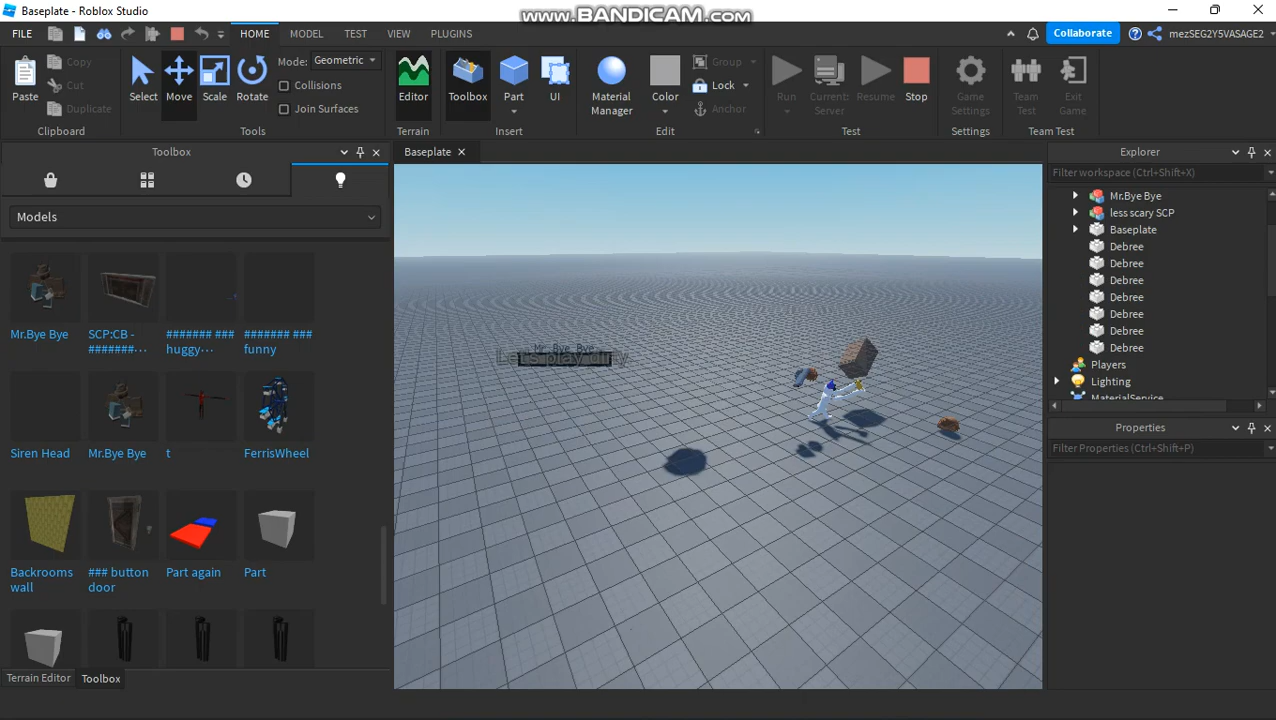 Baseplate - Roblox Studio
www.BANDICAM.com
FILE
HOME
MODEL
TEST
VIEW
PLUGINS
Collaborate
mezSEG2Y5VASAGE2
Paste
Copy
Cut
Duplicate
Clipboard
Select
Move
Scale
Rotate
Mode: Geometric
Collisions
Join Surfaces
Tools
Editor
Terrain
Toolbox
Part
UI
Insert
Material Manager
Color
Group
Lock
Anchor
Edit
Run
Current: Server
Resume
Stop
Test
Game Settings
Settings
Team Test
Exit Game
Team Test
Toolbox
Models
Mr.Bye Bye
SCP:CB - #######...
####### ### huggy...
####### ### funny
Siren Head
Mr.Bye Bye
t
FerrisWheel
Backrooms wall
### button door
Part again
Part
Terrain Editor
Toolbox
Baseplate
Mr. Bye Bye
Let's play dirty
Explorer
Filter workspace (Ctrl+Shift+X)
Mr.Bye Bye
less scary SCP
Baseplate
Debree
Debree
Debree
Debree
Debree
Debree
Debree
Players
Lighting
MaterialService
Properties
Filter Properties (Ctrl+Shift+P)